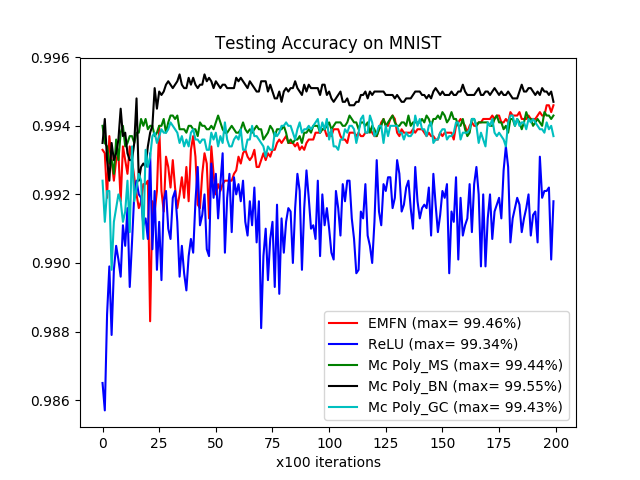 Testing Accuracy on MNIST
0.996
0.994
0.992
0.990
0.988
0.986
EMFN (max= 99.46%)
ReLU (max= 99.34%)
Mc Poly_MS (max= 99.44%)
Mc Poly_BN (max= 99.55%)
Mc Poly_GC (max= 99.43%)
0 25 50 75 100 125 150 175 200
x100 iterations